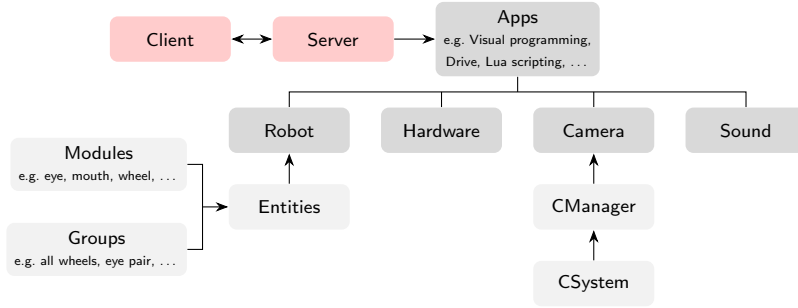 Client
Server
Apps
e.g. Visual programming,
Drive, Lua scripting, ...
Robot
Hardware
Camera
Sound
Modules
e.g. eye, mouth, wheel, ...
Entities
CManager
Groups
e.g. all wheels, eye pair, ...
CSystem